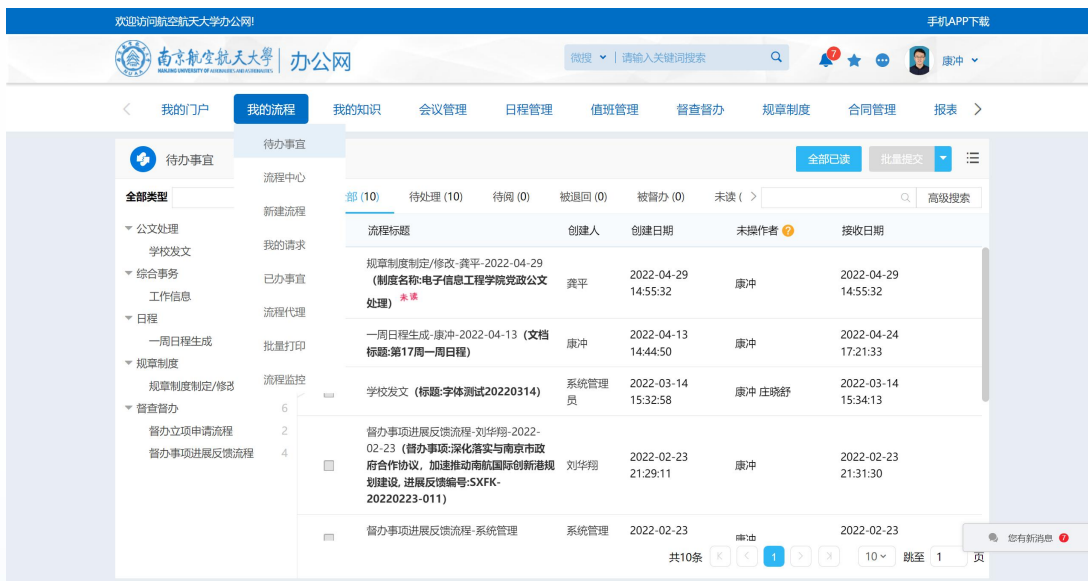 欢迎访问航空航天大学办公网!
手机APP下载
南京航空航天大学
NANJING UNIVERSITY OF AERONAUTICS AND ASTRONAUTICS
办公网
微搜
请输入关键词搜索
7
康冲
我的门户
我的流程
我的知识
会议管理
日程管理
值班管理
督查督办
规章制度
合同管理
报表
待办事宜
流程中心
新建流程
我的请求
已办事宜
流程代理
批量打印
流程监控
待办事宜
全部已读
批量提交
全部类型
部 (10)
待处理 (10)
待阅 (0)
被退回 (0)
被督办 (0)
未读 (
高级搜索
公文处理
学校发文
综合事务
工作信息
日程
一周日程生成
规章制度
规章制度制定/修改
督查督办
6
督办立项申请流程
2
督办事项进展反馈流程
4
流程标题
创建人
创建日期
未操作者 ?
接收日期
规章制度制定/修改-龚平-2022-04-29
（制度名称:电子信息工程学院党政公文
处理）未读
龚平
2022-04-29
14:55:32
康冲
2022-04-29
14:55:32
一周日程生成-康冲-2022-04-13（文档
标题:第17周一周日程）
康冲
2022-04-13
14:44:50
康冲
2022-04-24
17:21:33
学校发文（标题:字体测试20220314）
系统管理
员
2022-03-14
15:32:58
康冲 庄晓舒
2022-03-14
15:34:13
督办事项进展反馈流程-刘华翔-2022-
02-23（督办事项:深化落实与南京市政
府合作协议，加速推动南航国际创新港规
划建设, 进展反馈编号:SXFK-
20220223-011）
刘华翔
2022-02-23
21:29:11
康冲
2022-02-23
21:31:30
督办事项进展反馈流程-系统管理
系统管理
2022-02-23
康冲
2022-02-23
共10条
1
10
跳至
1
页
您有新消息
7